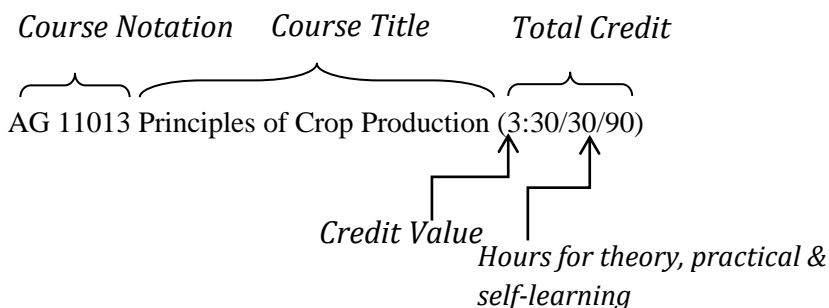 Course Notation Course Title Total Credit
AG 11013 Principles of Crop Production (3:30/30/90)
Credit Value
Hours for theory, practical &
self-learning